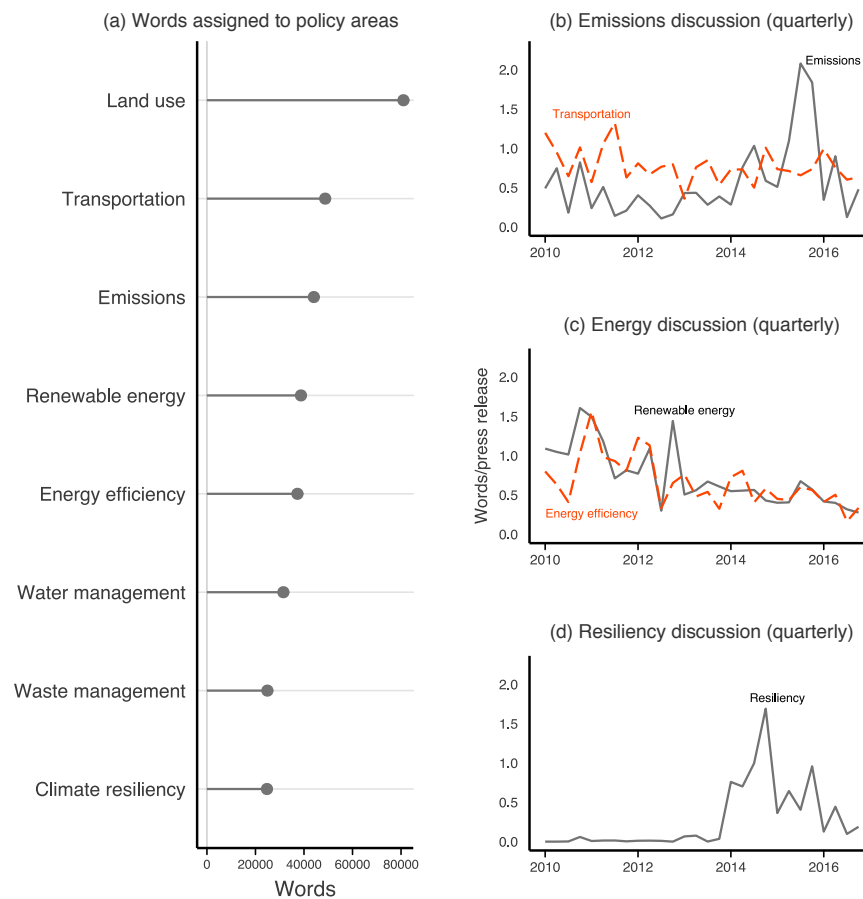 (a) Words assigned to policy areas
Land use
Transportation
Emissions
Renewable energy
Energy efficiency
Water management
Waste management
Climate resiliency
0 20000 40000 60000 80000
Words
(b) Emissions discussion (quarterly)
Emissions
Transportation
2.0
1.5
1.0
0.5
0.0
2010 2012 2014 2016
(c) Energy discussion (quarterly)
Words/press release
2.0
1.5
1.0
0.5
0.0
Renewable energy
Energy efficiency
2010 2012 2014 2016
(d) Resiliency discussion (quarterly)
Resiliency
2.0
1.5
1.0
0.5
0.0
2010 2012 2014 2016